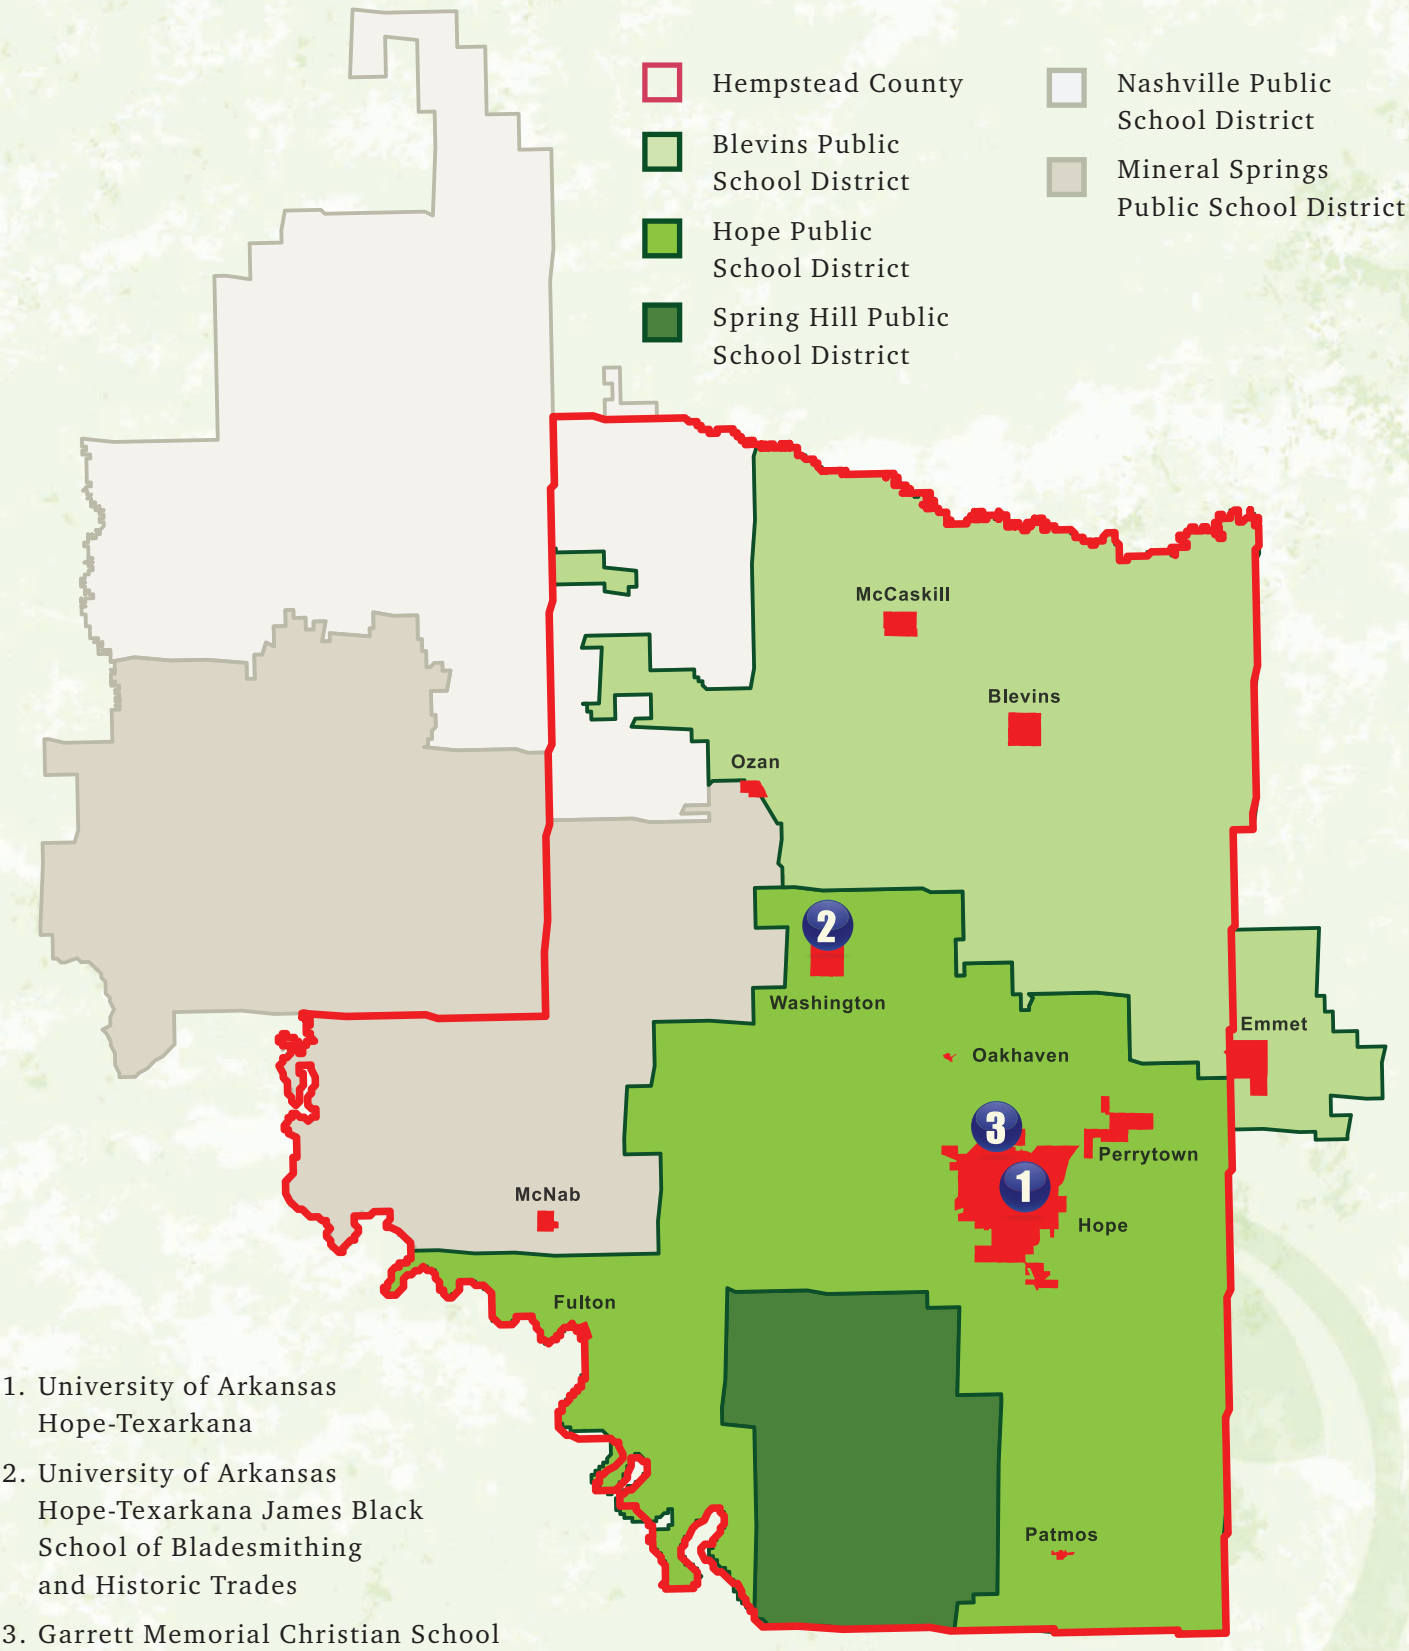 Hempstead County
Blevins Public
School District
Hope Public
School District
Spring Hill Public
School District
Nashville Public
School District
Mineral Springs
Public School District
McCaskill
Blevins
Ozan
2
Washington
Emmet
Oakhaven
3
Perrytown
1
McNab
Hope
Fulton
Patmos
1. University of Arkansas
Hope-Texarkana
2. University of Arkansas
Hope-Texarkana James Black
School of Bladesmithing
and Historic Trades
3. Garrett Memorial Christian School